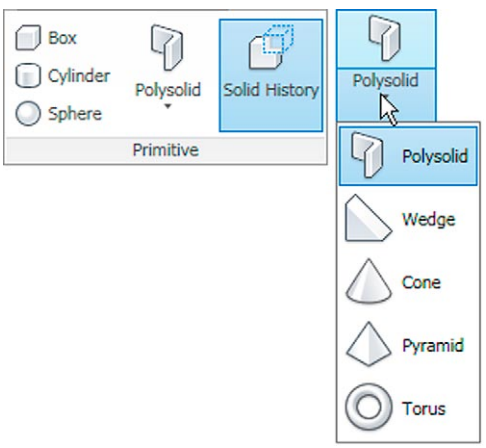 Box
Cylinder
Sphere
Polysolid
Solid History
Primitive
Polysolid
Polysolid
Wedge
Cone
Pyramid
Torus